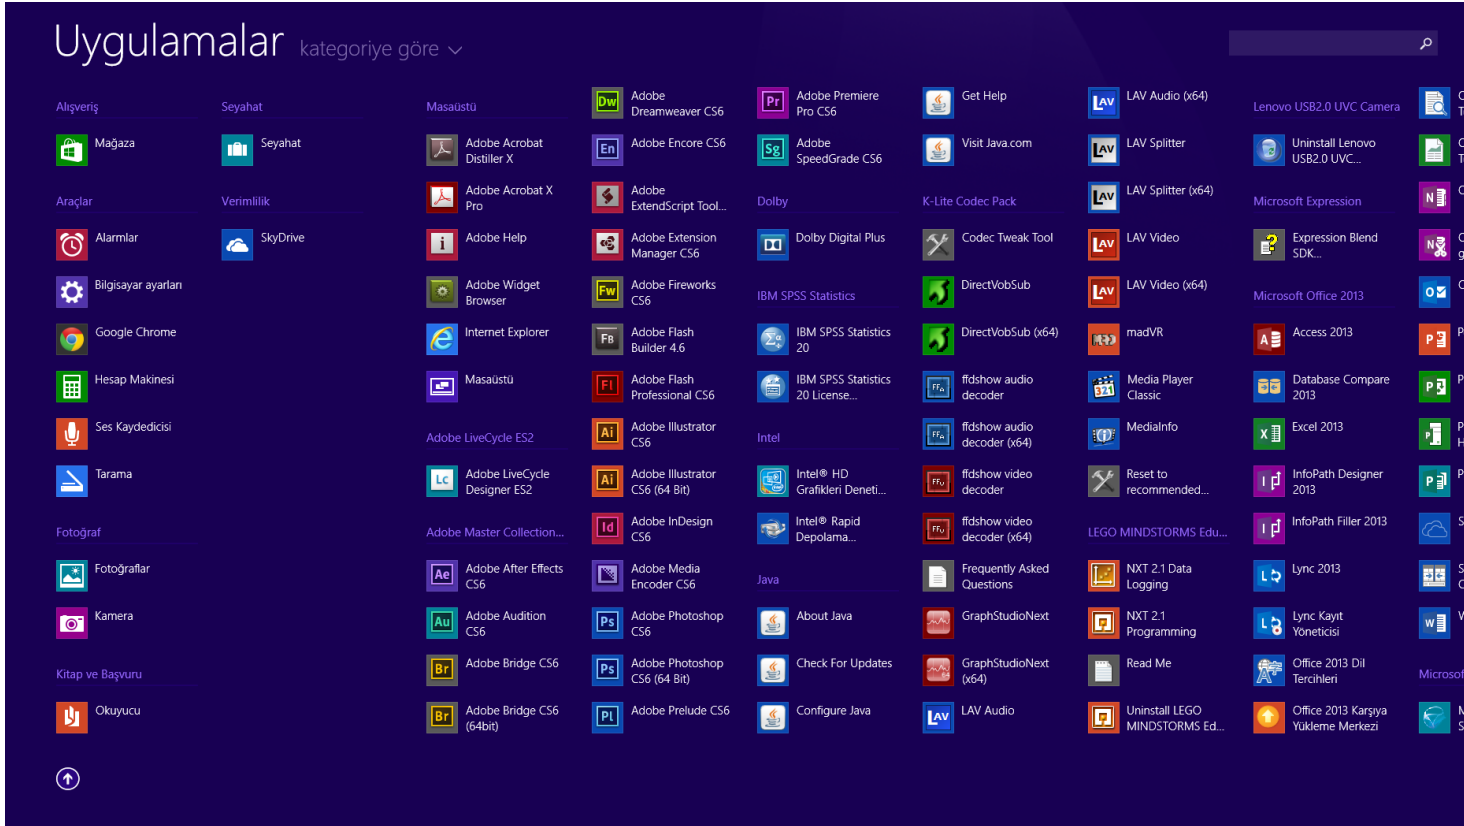 Uygulamalar kategoriye göre
Alışveriş
Mağaza
Araçlar
Alarmlar
Bilgisayar ayarları
Google Chrome
Hesap Makinesi
Ses Kaydedicisi
Tarama
Fotoğraf
Fotoğraflar
Kamera
Kitap ve Başvuru
Okuyucu
Seyahat
Seyahat
Verimlilik
SkyDrive
Masaüstü
Adobe Acrobat
Distiller X
Adobe Acrobat X
Pro
Adobe Help
Adobe Widget
Browser
Internet Explorer
Masaüstü
Adobe LiveCycle ES2
Adobe LiveCycle
Designer ES2
Adobe Master Collection...
Adobe After Effects
CS6
Adobe Audition
CS6
Adobe Bridge CS6
Adobe Bridge CS6
(64bit)
Adobe
Dreamweaver CS6
Adobe Encore CS6
Adobe
ExtendScript Tool...
Adobe Extension
Manager CS6
Adobe Fireworks
CS6
Adobe Flash
Builder 4.6
Adobe Flash
Professional CS6
Adobe Illustrator
CS6
Adobe Illustrator
CS6 (64 Bit)
Adobe InDesign
CS6
Adobe Media
Encoder CS6
Adobe Photoshop
CS6
Adobe Photoshop
CS6 (64 Bit)
Adobe Prelude CS6
Adobe Premiere
Pro CS6
Adobe
SpeedGrade CS6
Dolby
Dolby Digital Plus
IBM SPSS Statistics
IBM SPSS Statistics
20
IBM SPSS Statistics
20 License...
Intel
Intel® HD
Grafikleri Deneti...
Intel® Rapid
Depolama...
Java
About Java
Check For Updates
Configure Java
Get Help
Visit Java.com
K-Lite Codec Pack
Codec Tweak Tool
DirectVobSub
DirectVobSub (x64)
ffdshow audio
decoder
ffdshow audio
decoder (x64)
ffdshow video
decoder
ffdshow video
decoder (x64)
Frequently Asked
Questions
GraphStudioNext
GraphStudioNext
(x64)
LAV Audio
LAV Audio (x64)
LAV Splitter
LAV Splitter (x64)
LAV Video
LAV Video (x64)
madVR
Media Player
Classic
MediaInfo
Reset to
recommended...
LEGO MINDSTORMS Edu...
NXT 2.1 Data
Logging
NXT 2.1
Programming
Read Me
Uninstall LEGO
MINDSTORMS Ed...
Lenovo USB2.0 UVC Camera
Uninstall Lenovo
USB2.0 UVC...
Microsoft Expression
Expression Blend
SDK...
Microsoft Office 2013
Access 2013
Database Compare
2013
Excel 2013
InfoPath Designer
2013
InfoPath Filler 2013
Lync 2013
Lync Kayıt
Yöneticisi
Office 2013 Dil
Tercihleri
Office 2013 Karşıya
Yükleme Merkezi
Microsof